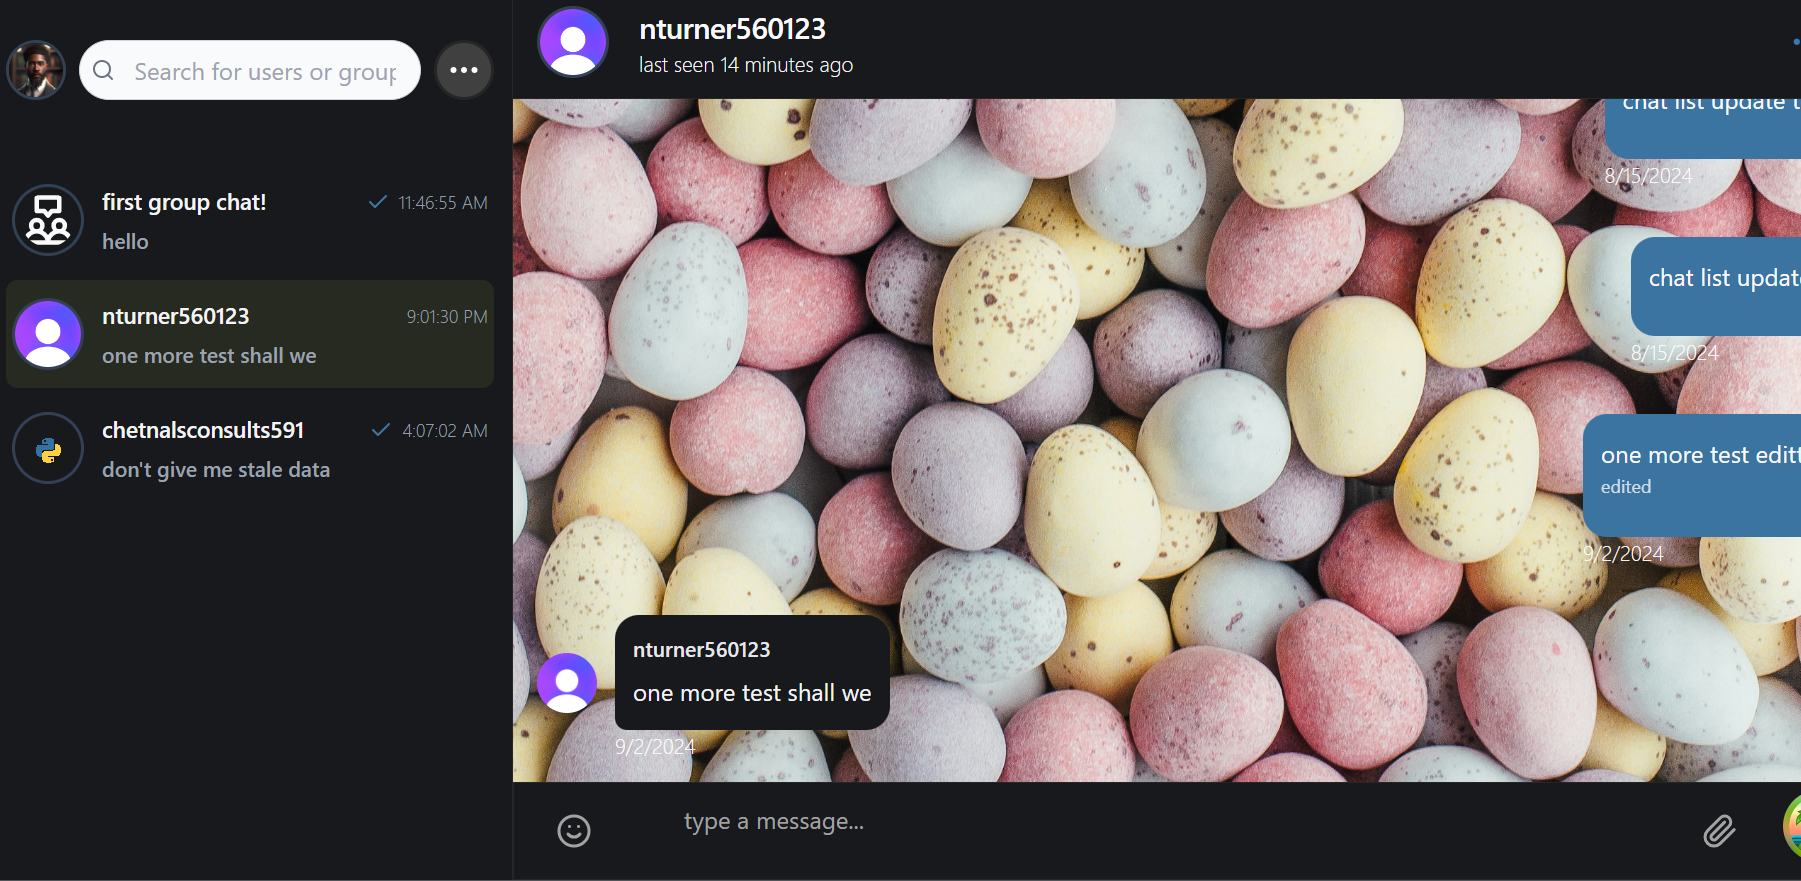 Search for users or group
first group chat!
11:46:55 AM
hello
nturner560123
9:01:30 PM
one more test shall we
chetnalsconsults591
4:07:02 AM
don't give me stale data
nturner560123
last seen 14 minutes ago
chat list update t
8/15/2024
chat list updat
8/15/2024
one more test edit
edited
9/2/2024
nturner560123
one more test shall we
9/2/2024
type a message...